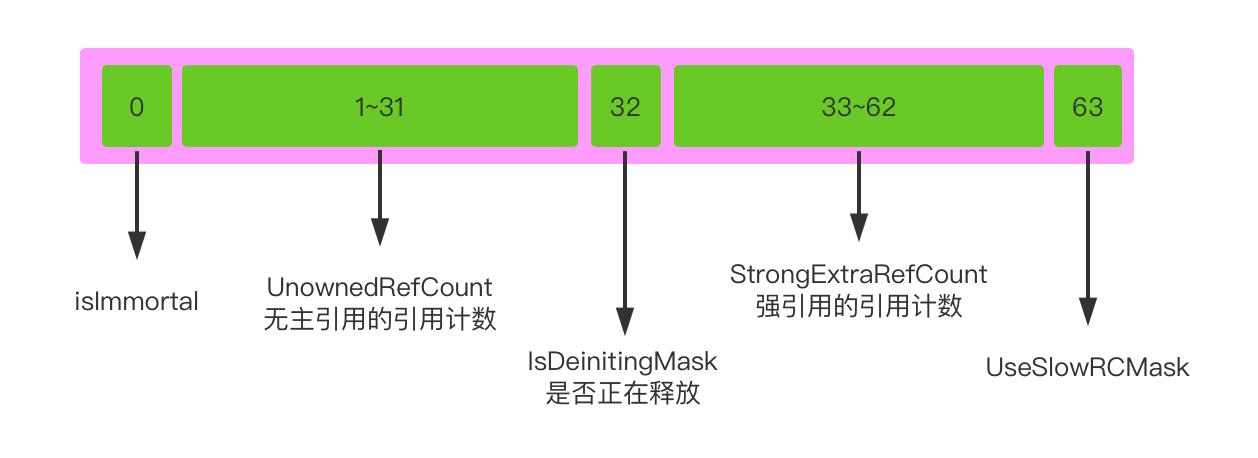 0
1~31
32
33~62
63
isImmortal
UnownedRefCount
无主引用的引用计数
IsDeinitingMask
是否正在释放
StrongExtraRefCount
强引用的引用计数
UseSlowRCMask